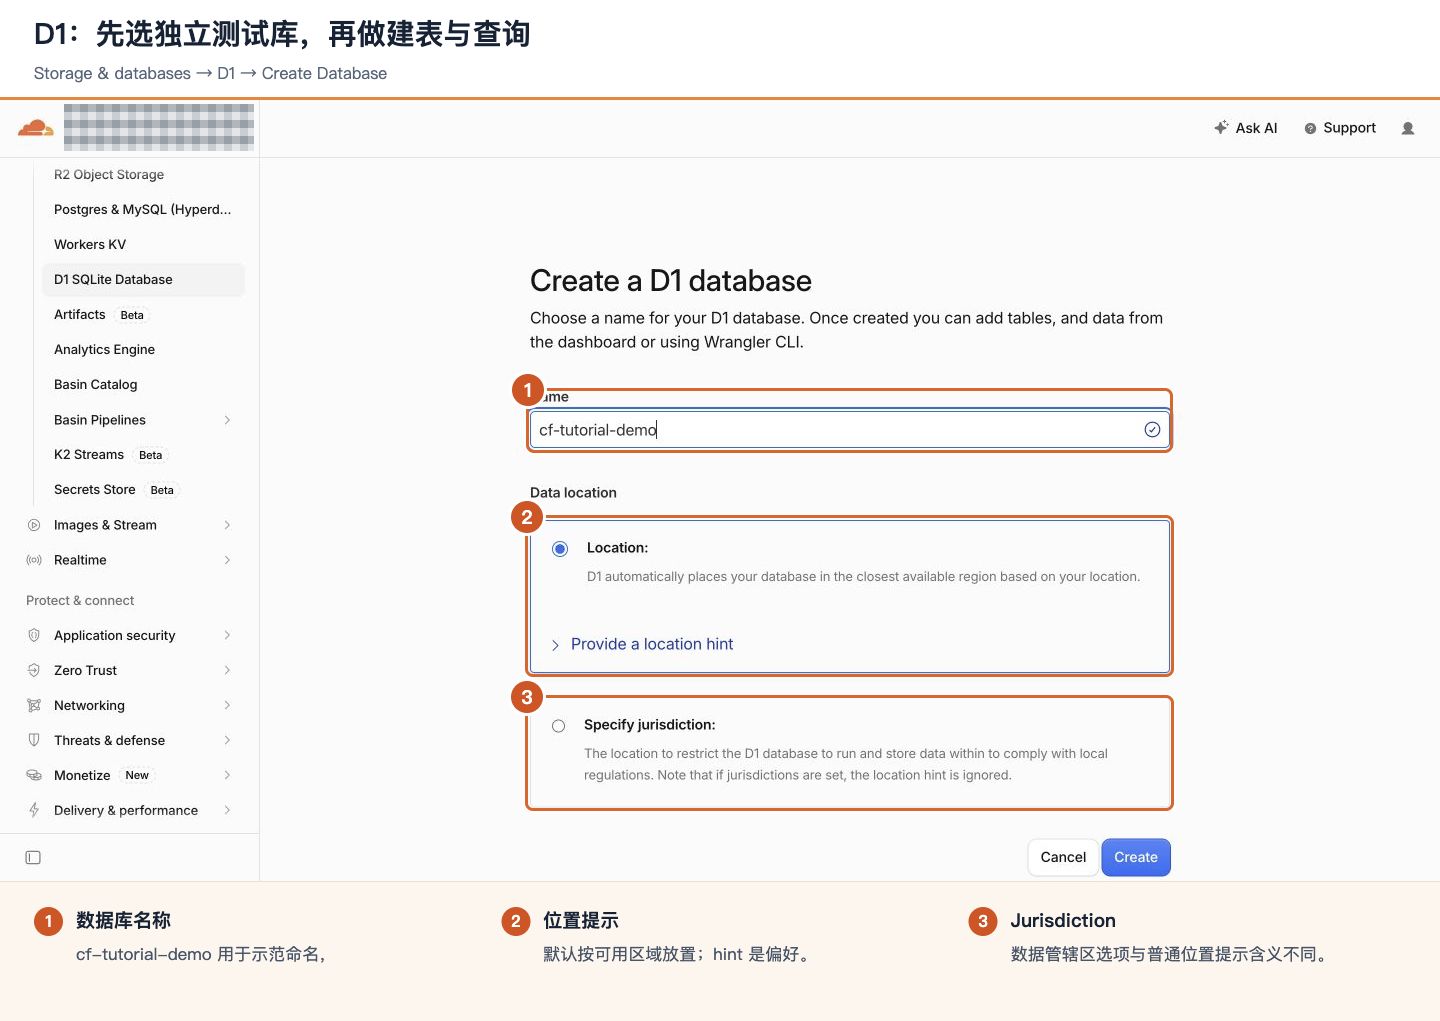 D1：先选独立测试库，再做建表与查询
Storage & databases → D1 → Create Database
Ask AI
Support
R2 Object Storage
Postgres & MySQL (Hyperd...
Workers KV
D1 SQLite Database
Artifacts Beta
Analytics Engine
Basin Catalog
Basin Pipelines
K2 Streams Beta
Secrets Store Beta
Images & Stream
Realtime
Protect & connect
Application security
Zero Trust
Networking
Threats & defense
Monetize New
Delivery & performance
Create a D1 database
Choose a name for your D1 database. Once created you can add tables, and data from
the dashboard or using Wrangler CLI.
1
ame
cf-tutorial-demo
Data location
2
Location:
D1 automatically places your database in the closest available region based on your location.
Provide a location hint
3
Specify jurisdiction:
The location to restrict the D1 database to run and store data within to comply with local
regulations. Note that if jurisdictions are set, the location hint is ignored.
Cancel
Create
1 数据库名称
cf-tutorial-demo 用于示范命名，
2 位置提示
默认按可用区域放置；hint 是偏好。
3 Jurisdiction
数据管辖区选项与普通位置提示含义不同。